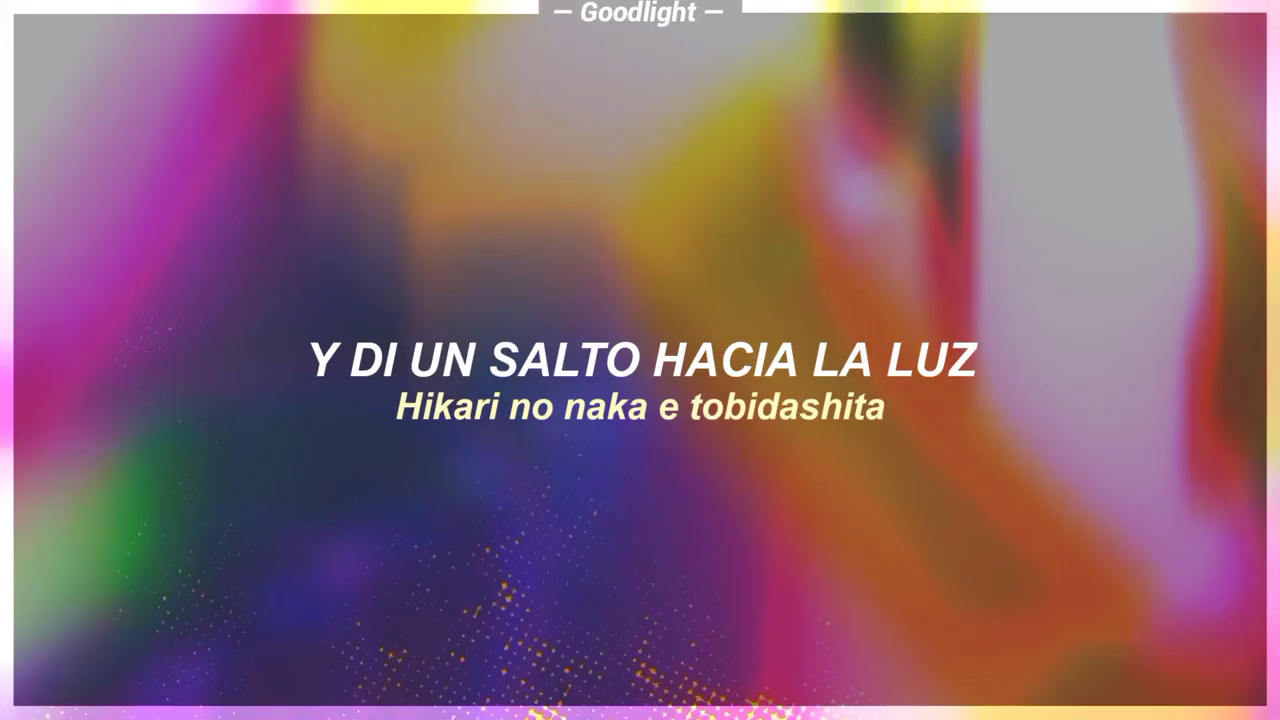 — Goodlight —
Y DI UN SALTO HACIA LA LUZ
Hikari no naka e tobidashita